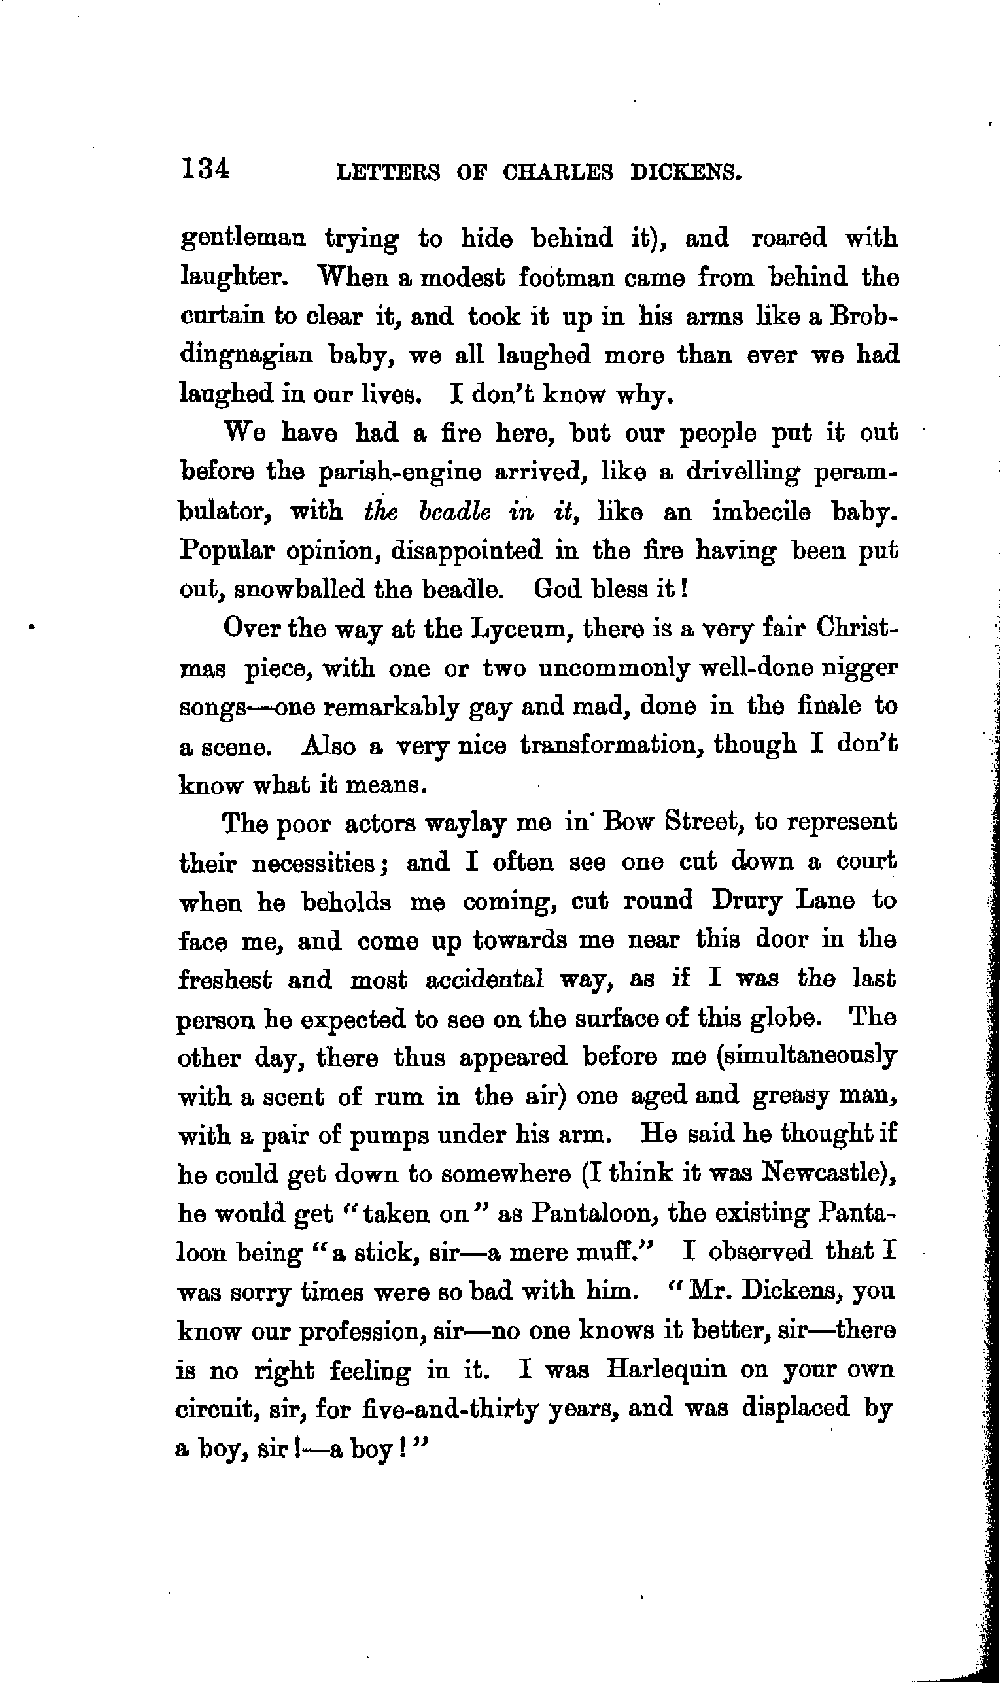 134 LETTERS OF CHARLES DICKENS.
gentleman trying to hide behind it), and roared with
laughter. When a modest footman came from behind the
curtain to clear it, and took it up in his arms like a Brob-
dingnagian baby, we all laughed more than ever we had
laughed in our lives. I don't know why.
We have had a fire here, but our people put it out
before the parish-engine arrived, like a drivelling peram-
bulator, with the beadle in it, like an imbecile baby.
Popular opinion, disappointed in the fire having been put
out, snowballed the beadle. God bless it!
Over the way at the Lyceum, there is a very fair Christ-
mas piece, with one or two uncommonly well-done nigger
songs—one remarkably gay and mad, done in the finale to
a scene. Also a very nice transformation, though I don't
know what it means.
The poor actors waylay me in Bow Street, to represent
their necessities; and I often see one cut down a court
when he beholds me coming, cut round Drury Lane to
face me, and come up towards me near this door in the
freshest and most accidental way, as if I was the last
person he expected to see on the surface of this globe. The
other day, there thus appeared before me (simultaneously
with a scent of rum in the air) one aged and greasy man,
with a pair of pumps under his arm. He said he thought if
he could get down to somewhere (I think it was Newcastle),
he would get "taken on" as Pantaloon, the existing Panta-
loon being "a stick, sir—a mere muff." I observed that I
was sorry times were so bad with him. "Mr. Dickens, you
know our profession, sir—no one knows it better, sir—there
is no right feeling in it. I was Harlequin on your own
circuit, sir, for five-and-thirty years, and was displaced by
a boy, sir!—a boy!"